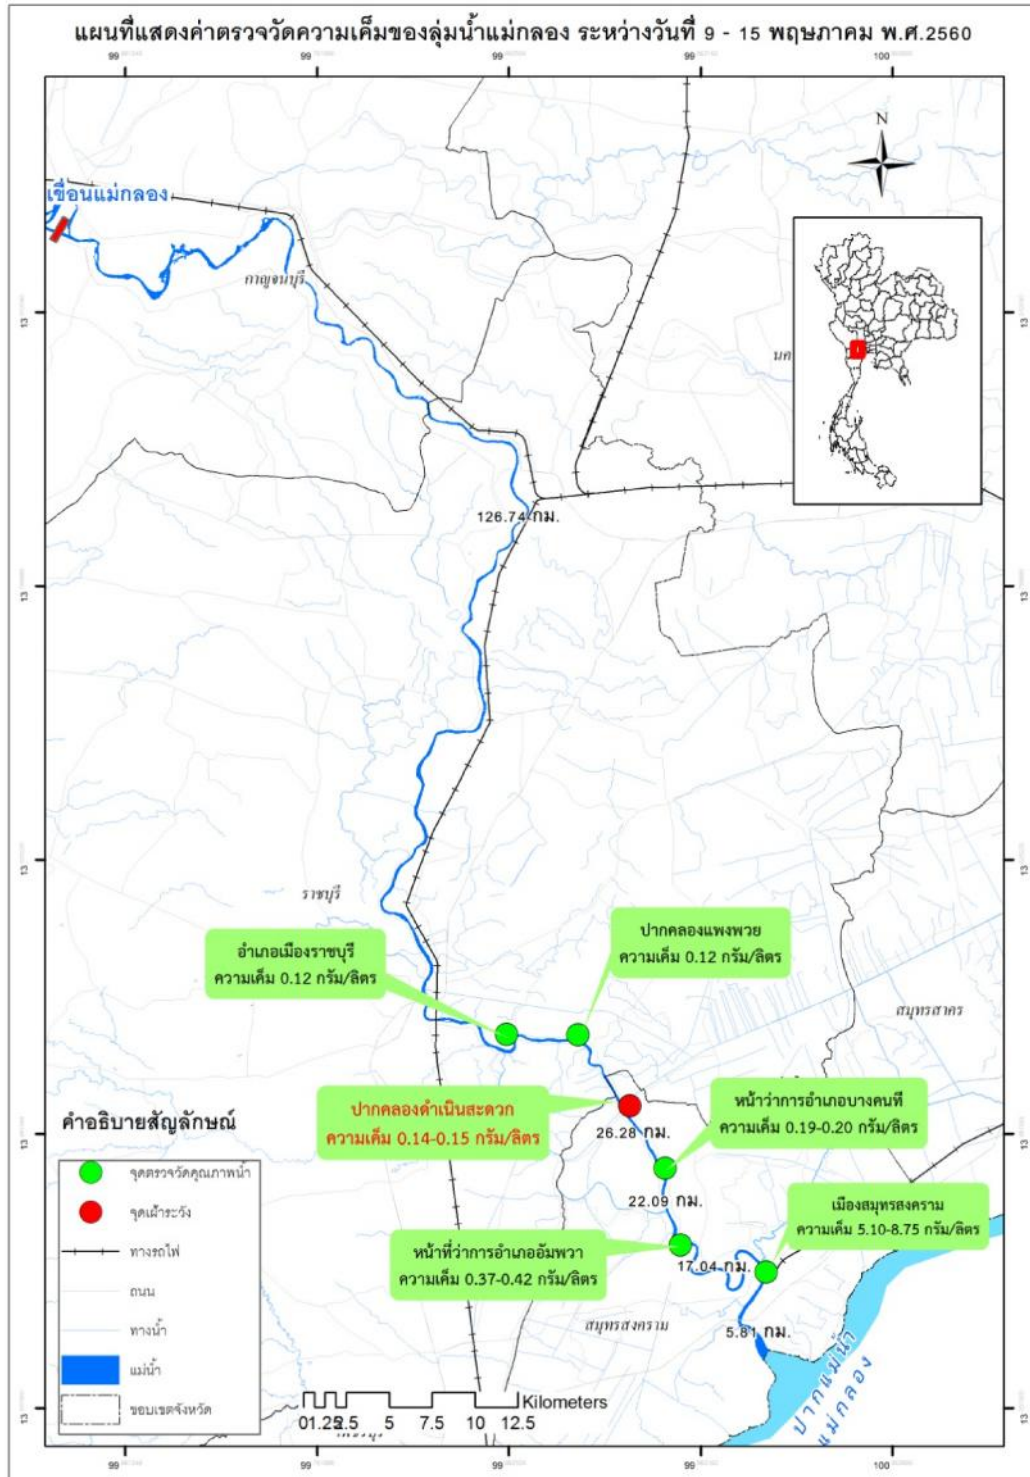 แผนที่แสดงค่าตรวจวัดความเค็มของลุ่มน้ำแม่กลอง ระหว่างวันที่ 9 - 15 พฤษภาคม พ.ศ.2560
N
เขื่อนแม่กลอง
กาญจนบุรี
126.74 กม.
ราชบุรี
อำเภอเมืองราชบุรี
ความเค็ม 0.12 กรัม/ลิตร
ปากคลองแพงพวย
ความเค็ม 0.12 กรัม/ลิตร
สมุทรสาคร
ปากคลองดำเนินสะดวก
ความเค็ม 0.14-0.15 กรัม/ลิตร
26.28 กม.
หน้าว่าการอำเภอบางคนที
ความเค็ม 0.19-0.20 กรัม/ลิตร
22.09 กม.
หน้าที่ว่าการอำเภออัมพวา
ความเค็ม 0.37-0.42 กรัม/ลิตร
17.04 กม.
เมืองสมุทรสงคราม
ความเค็ม 5.10-8.75 กรัม/ลิตร
สมุทรสงคราม
5.81 กม.
ปากแม่น้ำ
แม่กลอง
คำอธิบายสัญลักษณ์
จุดตรวจวัดคุณภาพน้ำ
จุดเฝ้าระวัง
ทางรถไฟ
ถนน
ทางน้ำ
แม่น้ำ
ขอบเขตจังหวัด
Kilometers
0 1.25 2.5 5 7.5 10 12.5